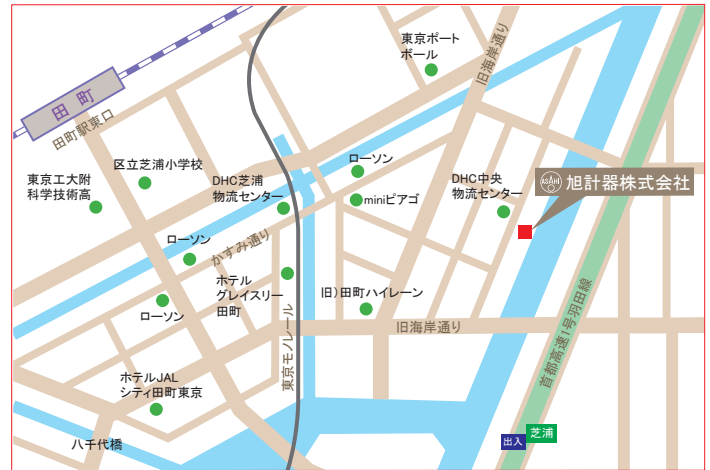 東京ポート
ボール
旧海岸通り
田町
田町駅東口
区立芝浦小学校
東京工大附
科学技術高
DHC芝浦
物流センター
ローソン
miniピアゴ
DHC中央
物流センター
ASAHI
旭計器株式会社
ローソン
かすみ通り
ホテル
グレイスリー
田町
旧)田町ハイレーン
ローソン
旧海岸通り
東京モノレール
首都高速1号羽田線
ホテルJAL
シティ田町東京
八千代橋
出入
芝浦